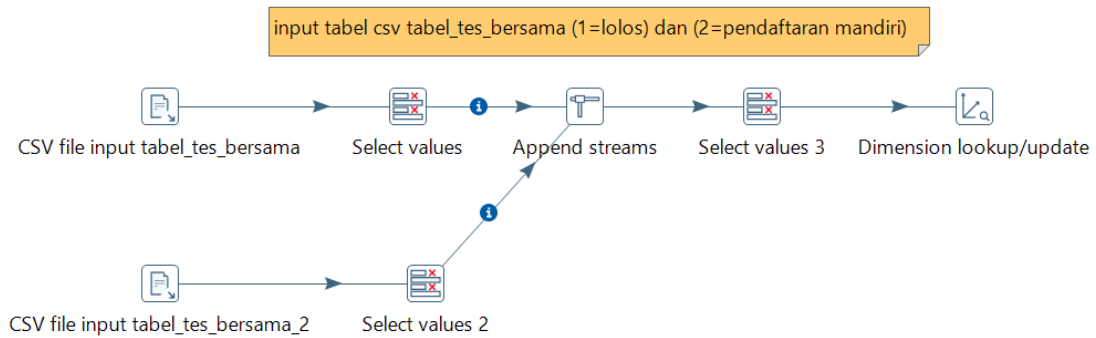 input tabel csv tabel_tes_bersama (1=lolos) dan (2=pendaftaran mandiri)
CSV file input tabel_tes_bersama
Select values
Append streams
Select values 3
Dimension lookup/update
CSV file input tabel_tes_bersama_2
Select values 2